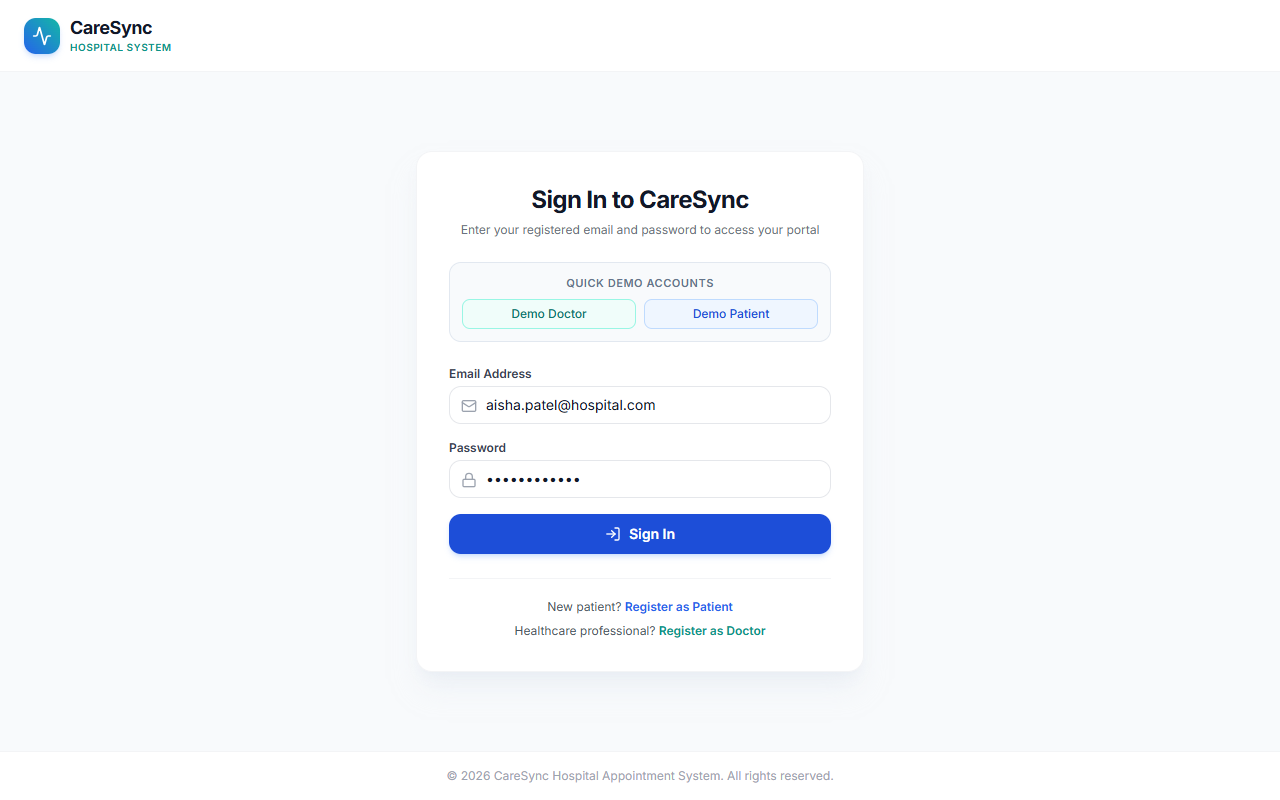 CareSync
HOSPITAL SYSTEM
Sign In to CareSync
Enter your registered email and password to access your portal
QUICK DEMO ACCOUNTS
Demo Doctor
Demo Patient
Email Address
aisha.patel@hospital.com
Password
••••••••••••
Sign In
New patient? Register as Patient
Healthcare professional? Register as Doctor
© 2026 CareSync Hospital Appointment System. All rights reserved.